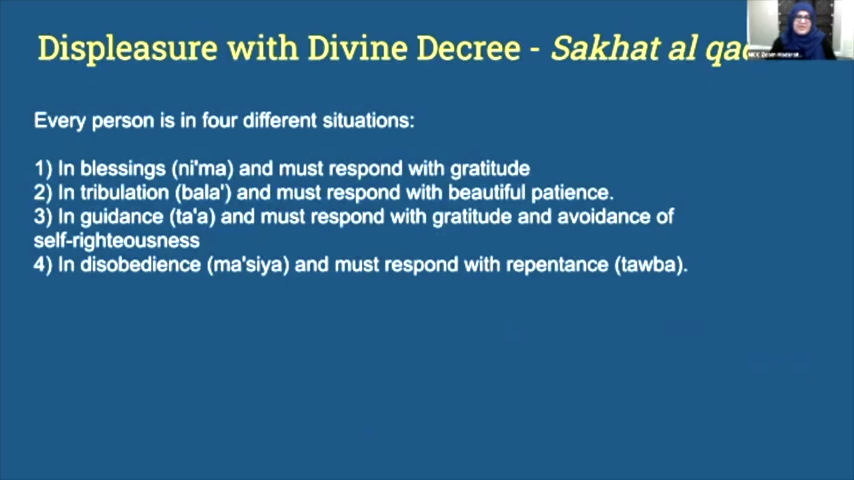 Displeasure with Divine Decree - Sakhat al
Every person is in four different situations:
1) In blessings (ni'ma) and must respond with gratitude
2) In tribulation (bala') and must respond with beautiful patience.
3) In guidance (ta'a) and must respond with gratitude and avoidance of
self-righteousness
4) In disobedience (ma'siya) and must respond with repentance (tawba).